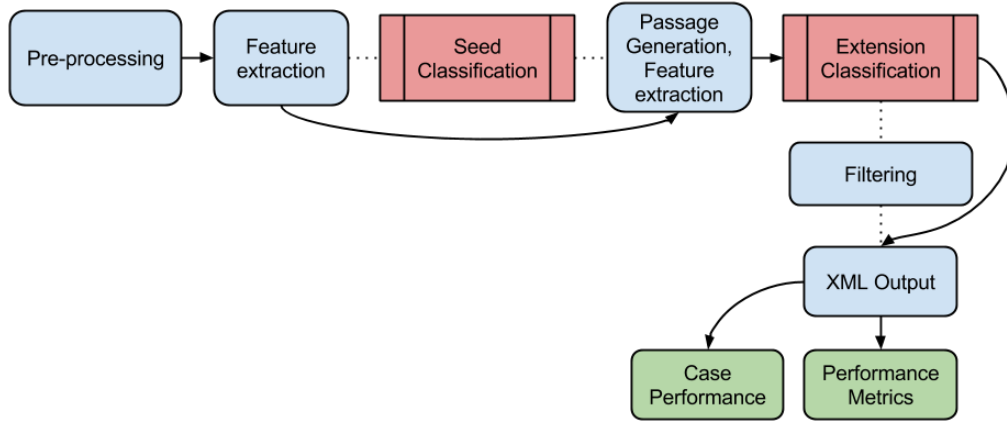 Pre-processing
Feature
extraction
Seed
Classification
Passage
Generation,
Feature
extraction
Extension
Classification
Filtering
XML Output
Case
Performance
Performance
Metrics